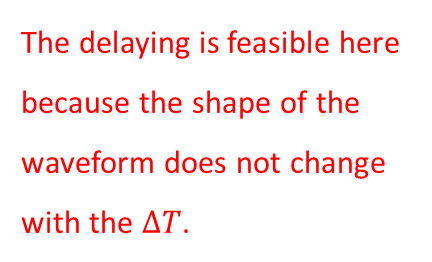 The delaying is feasible here
because the shape of the
waveform does not change
with the ΔT.